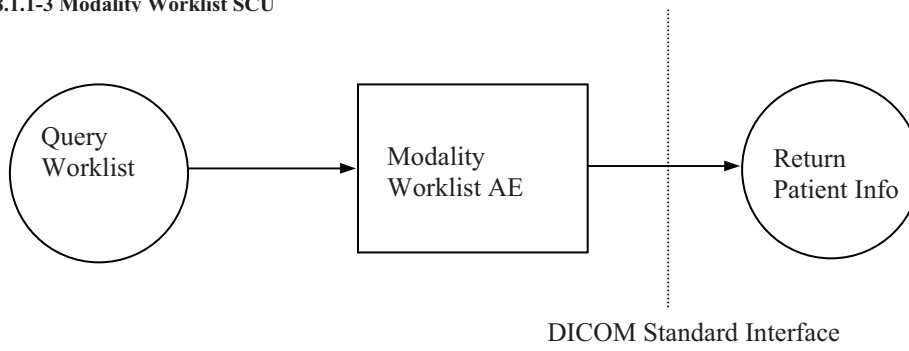 3.1.1-3 Modality Worklist SCU
Query
Worklist
Modality
Worklist AE
Return
Patient Info
DICOM Standard Interface